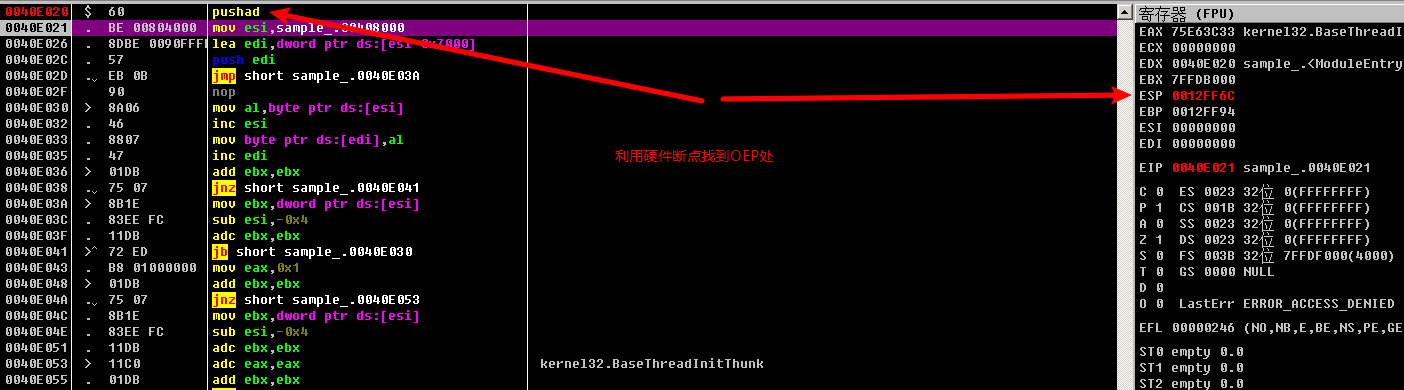 0040E020 $ 60 pushad
0040E021 . BE 00804000 mov esi,sample_.00408000
0040E026 . 8DBE 0090FFFF lea edi,dword ptr ds:[esi-0x7000]
0040E02C . 57 push edi
0040E02D .˅ EB 0B jmp short sample_.0040E03A
0040E02F 90 nop
0040E030 > 8A06 mov al,byte ptr ds:[esi]
0040E032 . 46 inc esi
0040E033 . 8807 mov byte ptr ds:[edi],al
0040E035 . 47 inc edi
0040E036 > 01DB add ebx,ebx
0040E038 .˅ 75 07 jnz short sample_.0040E041
0040E03A > 8B1E mov ebx,dword ptr ds:[esi]
0040E03C . 83EE FC sub esi,-0x4
0040E03F . 11DB adc ebx,ebx
0040E041 >^ 72 ED jb short sample_.0040E030
0040E043 . B8 01000000 mov eax,0x1
0040E048 > 01DB add ebx,ebx
0040E04A .˅ 75 07 jnz short sample_.0040E053
0040E04C . 8B1E mov ebx,dword ptr ds:[esi]
0040E04E . 83EE FC sub esi,-0x4
0040E051 . 11DB adc ebx,ebx
0040E053 > 11C0 adc eax,eax kernel32.BaseThreadInitThunk
0040E055 . 01DB add ebx,ebx
利用硬件断点找到OEP处
寄存器 (FPU)
EAX 75E63C33 kernel32.BaseThreadI
ECX 00000000
EDX 0040E020 sample_.<ModuleEntry
EBX 7FFDB000
ESP 0012FF6C
EBP 0012FF94
ESI 00000000
EDI 00000000
EIP 0040E021 sample_.0040E021
C 0 ES 0023 32位 0(FFFFFFFF)
P 1 CS 001B 32位 0(FFFFFFFF)
A 0 SS 0023 32位 0(FFFFFFFF)
Z 1 DS 0023 32位 0(FFFFFFFF)
S 0 FS 003B 32位 7FFDF000(4000)
T 0 GS 0000 NULL
D 0
O 0 LastErr ERROR_ACCESS_DENIED
EFL 00000246 (NO,NB,E,BE,NS,PE,GE
ST0 empty 0.0
ST1 empty 0.0
ST2 empty 0.0